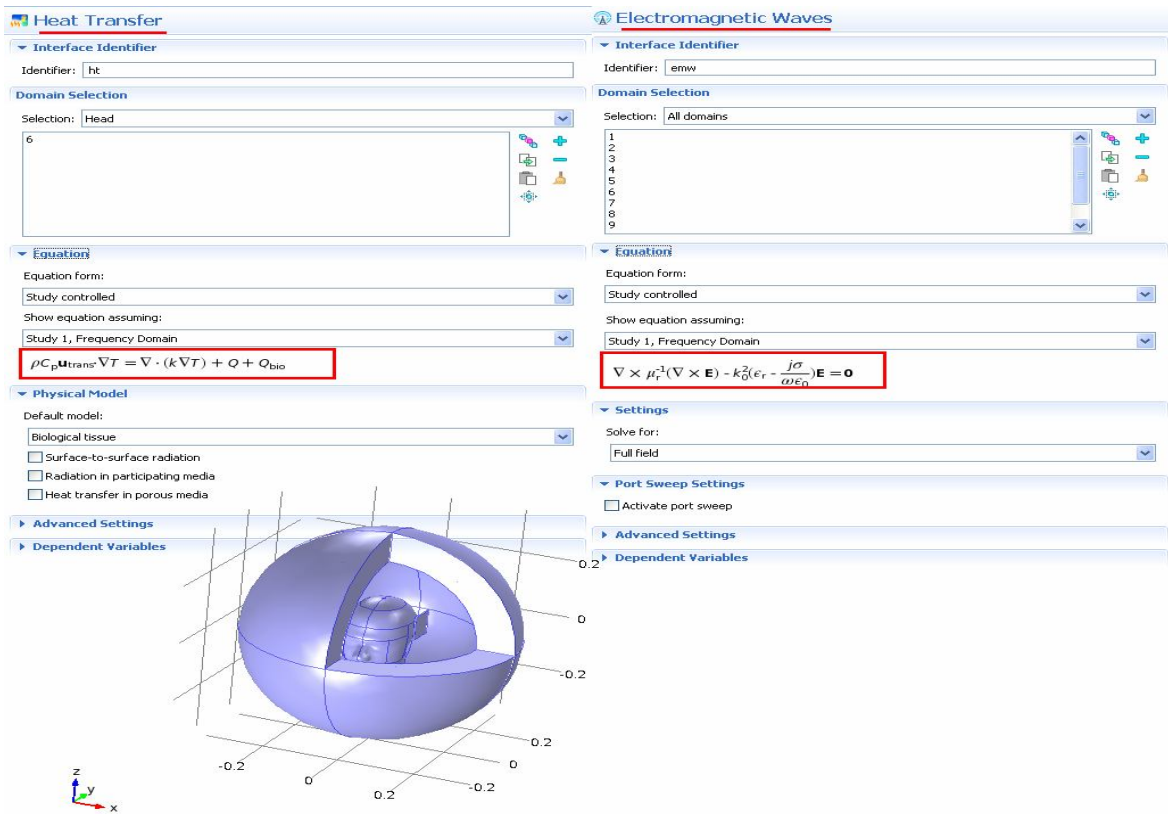 Heat Transfer
Interface Identifier
Identifier: ht
Domain Selection
Selection: Head
6
Equation
Equation form:
Study controlled
Show equation assuming:
Study 1, Frequency Domain
ρC_p u_trans·∇T = ∇ · (k∇T) + Q + Q_bio
Physical Model
Default model:
Biological tissue
Surface-to-surface radiation
Radiation in participating media
Heat transfer in porous media
Advanced Settings
Dependent Variables
Electromagnetic Waves
Interface Identifier
Identifier: emw
Domain Selection
Selection: All domains
1
2
3
4
5
6
7
8
9
Equation
Equation form:
Study controlled
Show equation assuming:
Study 1, Frequency Domain
∇ × μ_r^-1(∇ × E) - k_0^2(ϵ_r - jσ/ωϵ_0)E = 0
Settings
Solve for:
Full field
Port Sweep Settings
Activate port sweep
Advanced Settings
Dependent Variables
0.2
0
-0.2
0.2
0
-0.2
-0.2
0
0.2
z
y
x